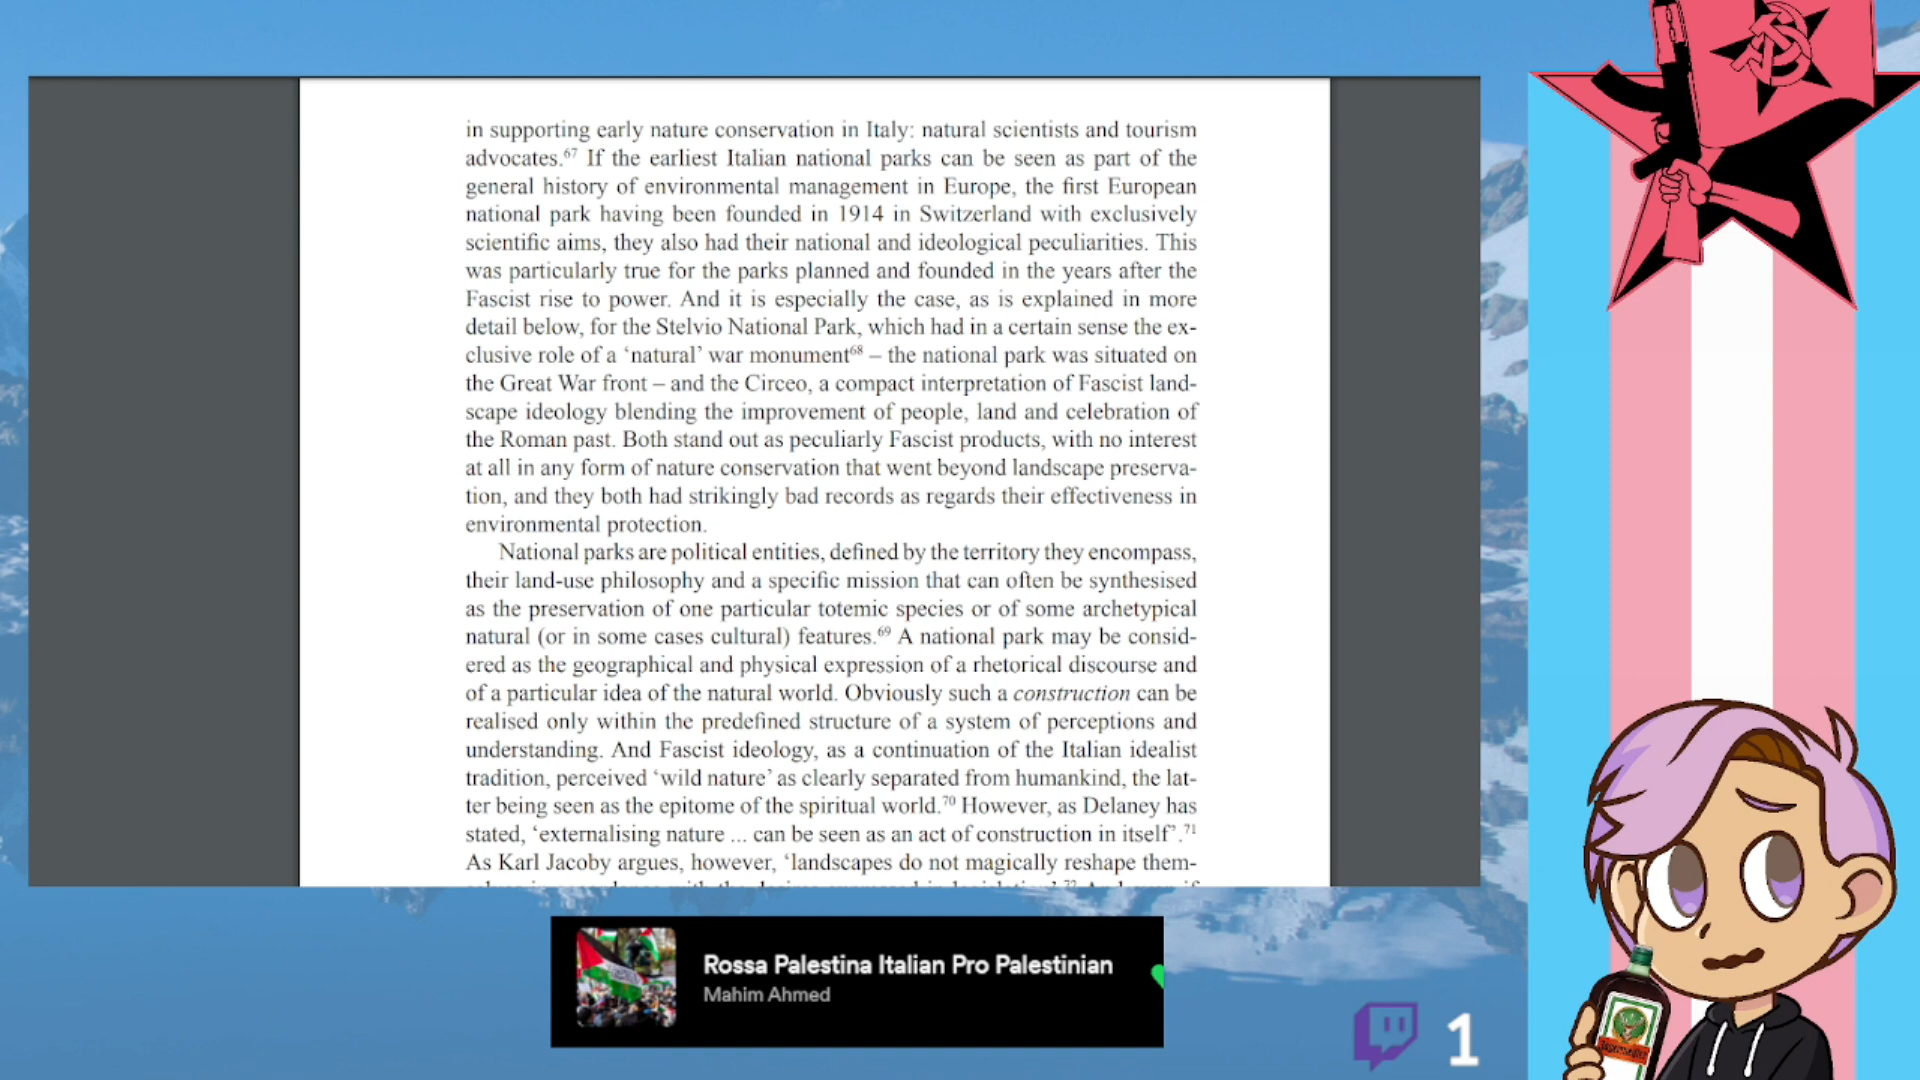 in supporting early nature conservation in Italy: natural scientists and tourism
advocates.67 If the earliest Italian national parks can be seen as part of the
general history of environmental management in Europe, the first European
national park having been founded in 1914 in Switzerland with exclusively
scientific aims, they also had their national and ideological peculiarities. This
was particularly true for the parks planned and founded in the years after the
Fascist rise to power. And it is especially the case, as is explained in more
detail below, for the Stelvio National Park, which had in a certain sense the ex-
clusive role of a ‘natural’ war monument68 – the national park was situated on
the Great War front – and the Circeo, a compact interpretation of Fascist land-
scape ideology blending the improvement of people, land and celebration of
the Roman past. Both stand out as peculiarly Fascist products, with no interest
at all in any form of nature conservation that went beyond landscape preserva-
tion, and they both had strikingly bad records as regards their effectiveness in
environmental protection.
National parks are political entities, defined by the territory they encompass,
their land-use philosophy and a specific mission that can often be synthesised
as the preservation of one particular totemic species or of some archetypical
natural (or in some cases cultural) features.69 A national park may be consid-
ered as the geographical and physical expression of a rhetorical discourse and
of a particular idea of the natural world. Obviously such a construction can be
realised only within the predefined structure of a system of perceptions and
understanding. And Fascist ideology, as a continuation of the Italian idealist
tradition, perceived ‘wild nature’ as clearly separated from humankind, the lat-
ter being seen as the epitome of the spiritual world.70 However, as Delaney has
stated, ‘externalising nature ... can be seen as an act of construction in itself’.71
As Karl Jacoby argues, however, ‘landscapes do not magically reshape them-
Rossa Palestina Italian Pro Palestinian
Mahim Ahmed
1